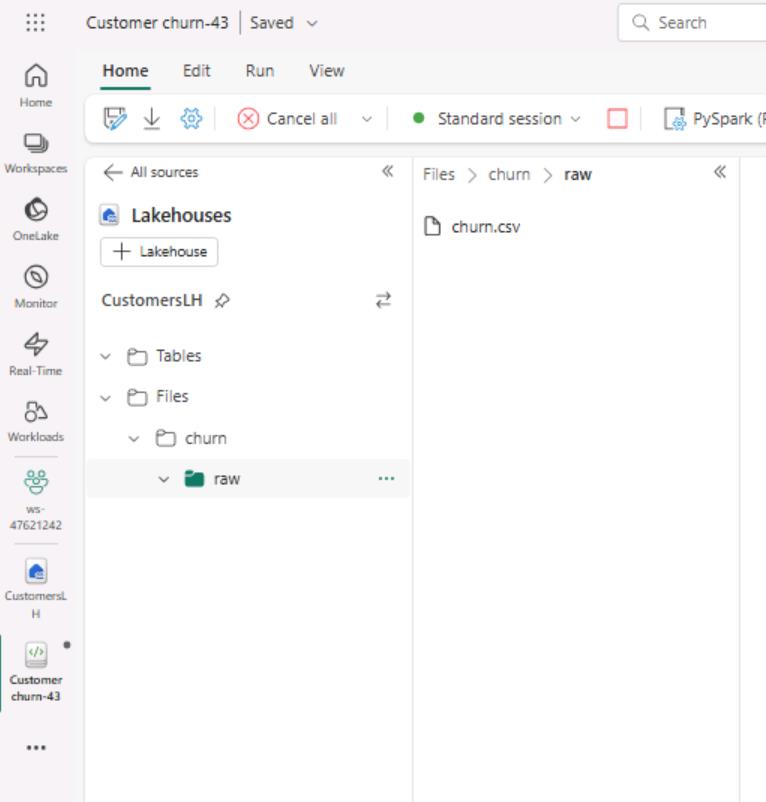 Customer churn-43 | Saved
Search
Home
Edit
Run
View
Cancel all
Standard session
PySpark (P
Home
Workspaces
OneLake
Monitor
Real-Time
Workloads
ws-
47621242
CustomersL
H
Customer
churn-43
All sources
Lakehouses
+ Lakehouse
CustomersLH
Tables
Files
churn
raw
Files > churn > raw
churn.csv